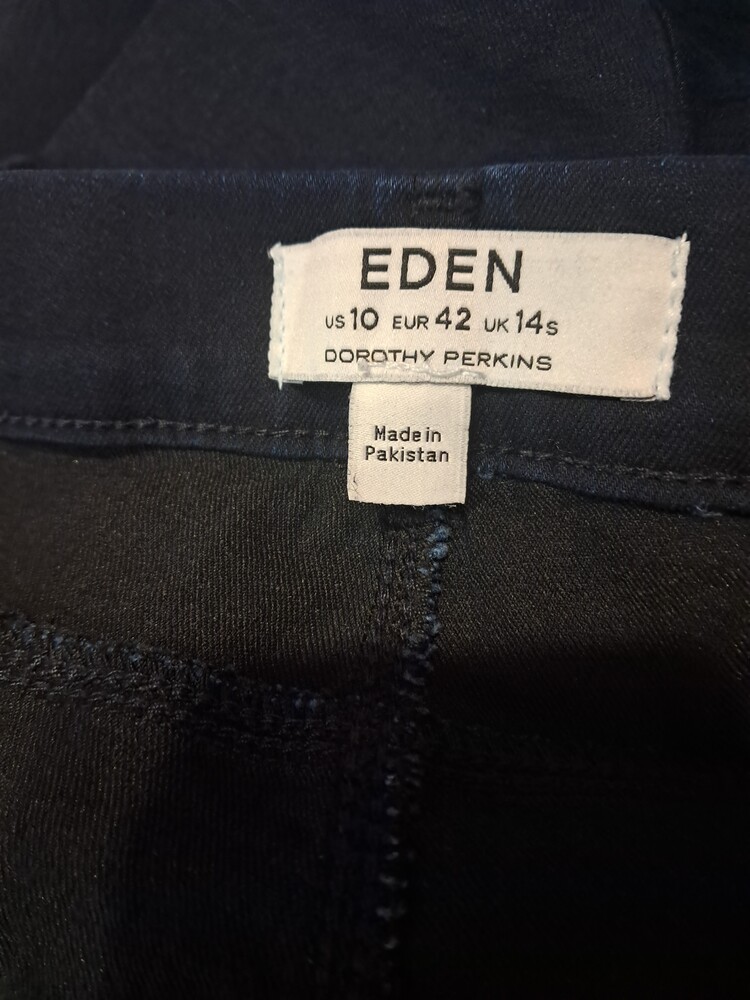 EDEN
US 10 EUR 42 UK 14S
DOROTHY PERKINS
Made in
Pakistan